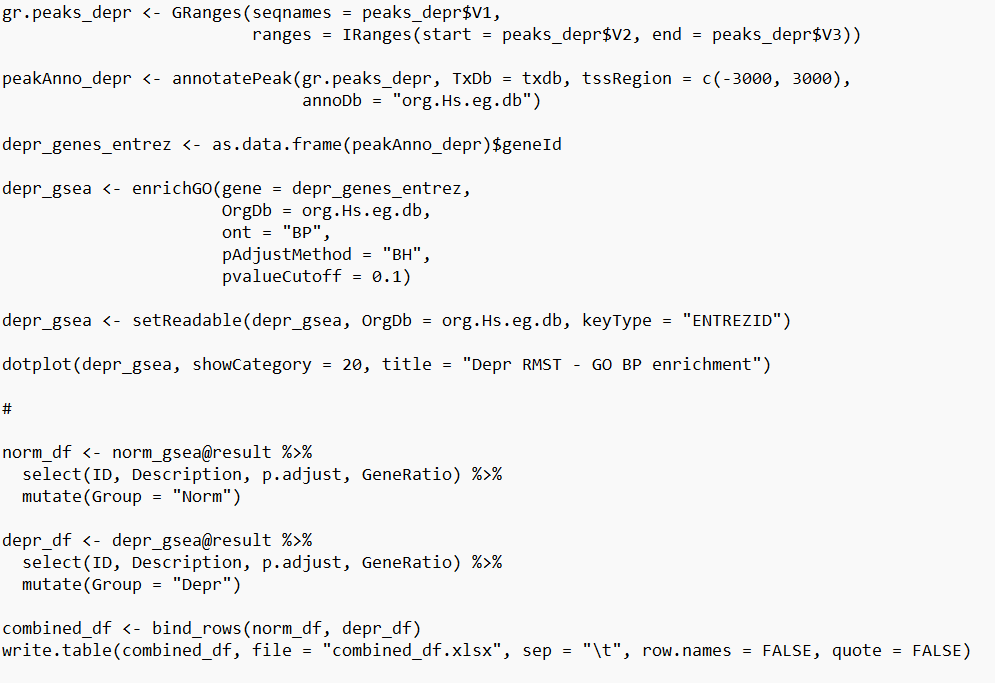 gr.peaks_depr <- GRanges(seqnames = peaks_depr$V1,
                         ranges = IRanges(start = peaks_depr$V2, end = peaks_depr$V3))

peakAnno_depr <- annotatePeak(gr.peaks_depr, TxDb = txdb, tssRegion = c(-3000, 3000),
                              annoDb = "org.Hs.eg.db")

depr_genes_entrez <- as.data.frame(peakAnno_depr)$geneId

depr_gsea <- enrichGO(gene = depr_genes_entrez,
                      OrgDb = org.Hs.eg.db,
                      ont = "BP",
                      pAdjustMethod = "BH",
                      pvalueCutoff = 0.1)

depr_gsea <- setReadable(depr_gsea, OrgDb = org.Hs.eg.db, keyType = "ENTREZID")

dotplot(depr_gsea, showCategory = 20, title = "Depr RMST - GO BP enrichment")

#

norm_df <- norm_gsea@result %>%
  select(ID, Description, p.adjust, GeneRatio) %>%
  mutate(Group = "Norm")

depr_df <- depr_gsea@result %>%
  select(ID, Description, p.adjust, GeneRatio) %>%
  mutate(Group = "Depr")

combined_df <- bind_rows(norm_df, depr_df)
write.table(combined_df, file = "combined_df.xlsx", sep = "\t", row.names = FALSE, quote = FALSE)